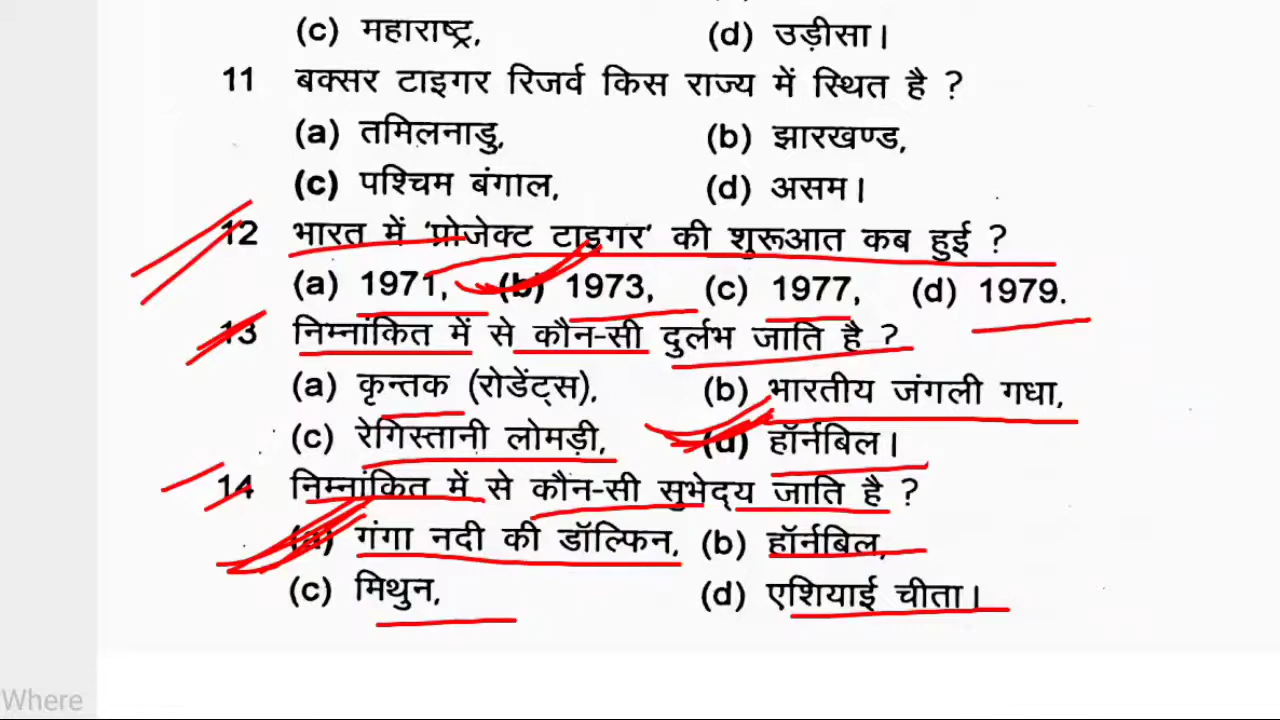 (c) महाराष्ट्र, (d) उड़ीसा।
11 बक्सर टाइगर रिजर्व किस राज्य में स्थित है ?
(a) तमिलनाडु, (b) झारखण्ड,
(c) पश्चिम बंगाल, (d) असम।
12 भारत में 'प्रोजेक्ट टाइगर' की शुरूआत कब हुई ?
(a) 1971, (b) 1973, (c) 1977, (d) 1979.
13 निम्नांकित में से कौन-सी दुर्लभ जाति है ?
(a) कृन्तक (रोडेंट्स), (b) भारतीय जंगली गधा,
(c) रेगिस्तानी लोमड़ी, (d) हॉर्नबिल।
14 निम्नांकित में से कौन-सी सुभेद्य जाति है ?
(a) गंगा नदी की डॉल्फिन, (b) हॉर्नबिल,
(c) मिथुन, (d) एशियाई चीता।
Where